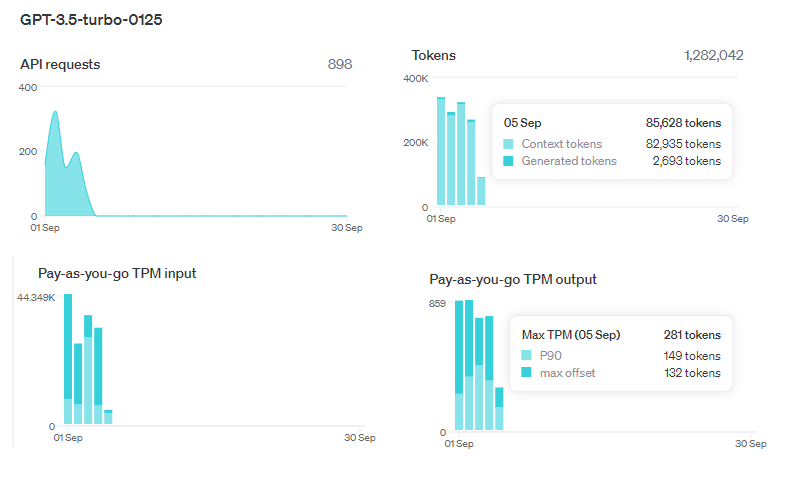 GPT-3.5-turbo-0125
API requests 898
400
200
0
01 Sep 30 Sep
Tokens 1,282,042
400K
200K
0
01 Sep 30 Sep
05 Sep 85,628 tokens
Context tokens 82,935 tokens
Generated tokens 2,693 tokens
Pay-as-you-go TPM input
44.349K
0
01 Sep 30 Sep
Pay-as-you-go TPM output
859
0
01 Sep 30 Sep
Max TPM (05 Sep) 281 tokens
P90 149 tokens
max offset 132 tokens